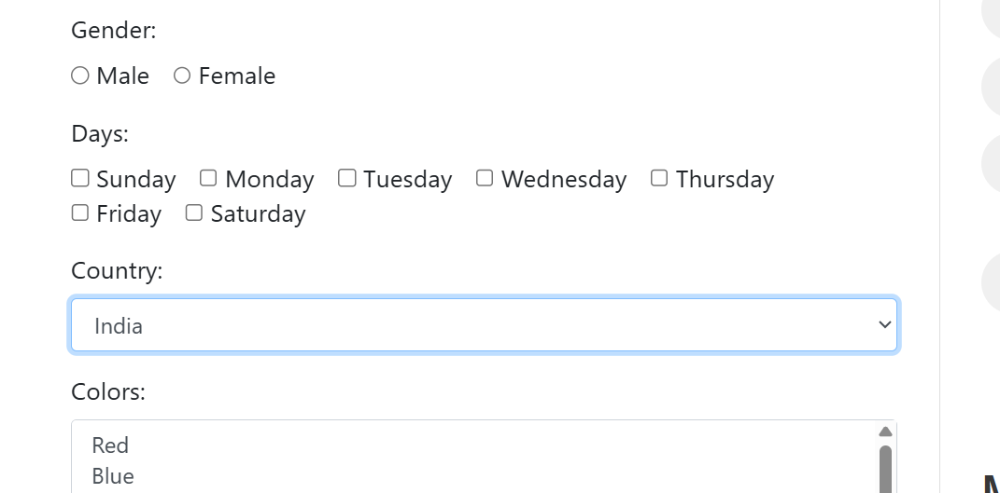 Gender:
Male Female
Days:
Sunday Monday Tuesday Wednesday Thursday
Friday Saturday
Country:
India
Colors:
Red
Blue